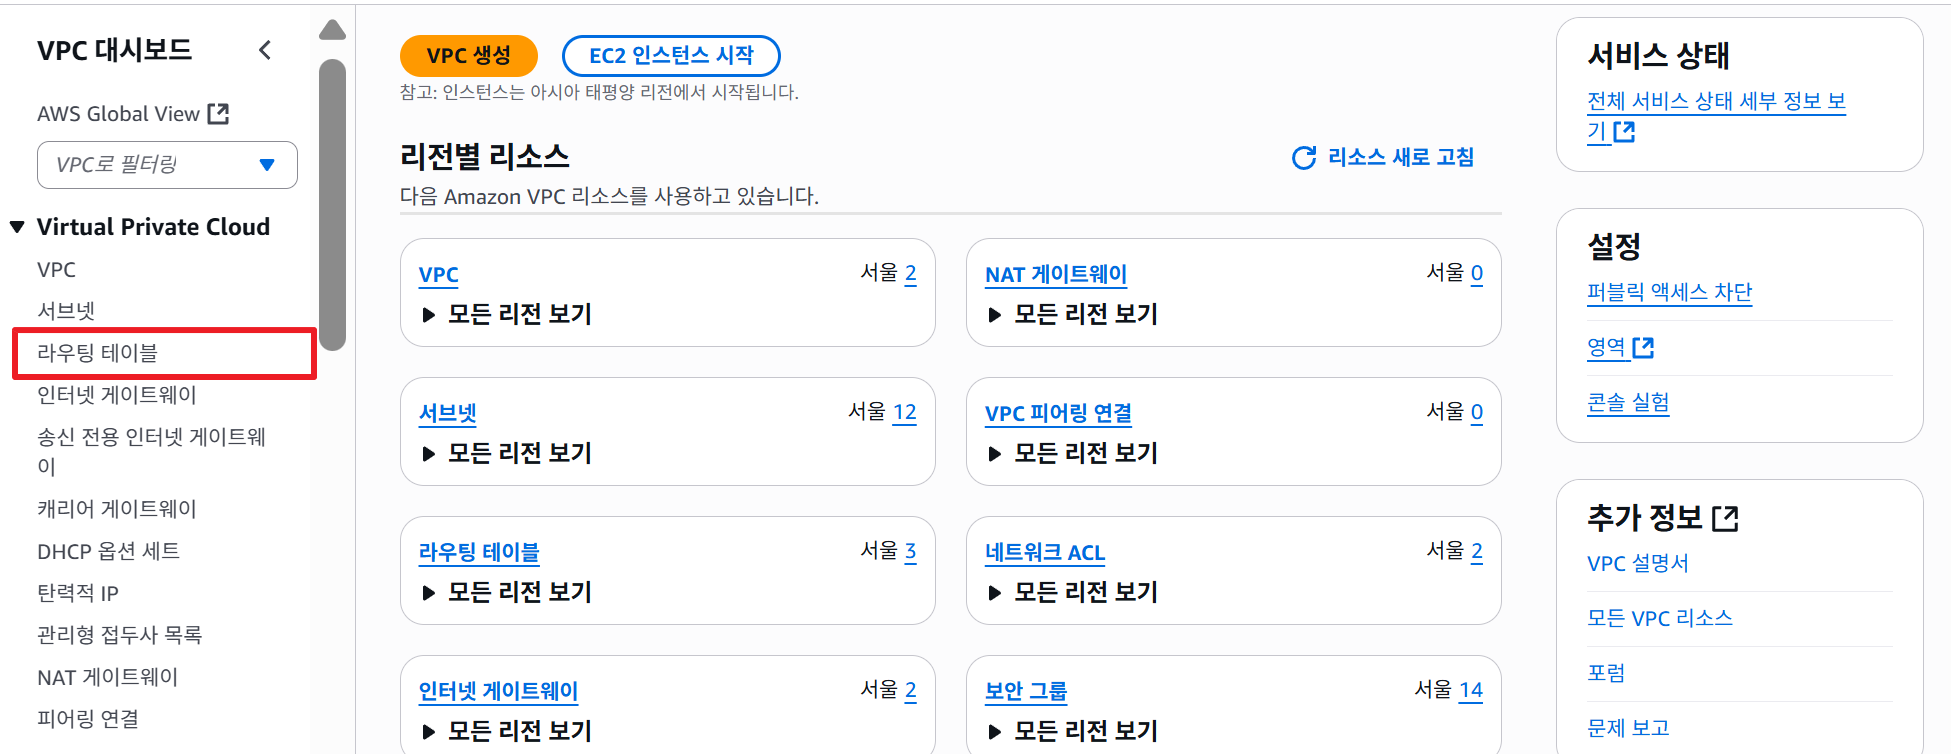 VPC 대시보드
AWS Global View
VPC로 필터링
Virtual Private Cloud
VPC
서브넷
라우팅 테이블
인터넷 게이트웨이
송신 전용 인터넷 게이트웨
이
캐리어 게이트웨이
DHCP 옵션 세트
탄력적 IP
관리형 접두사 목록
NAT 게이트웨이
피어링 연결
VPC 생성
EC2 인스턴스 시작
참고: 인스턴스는 아시아 태평양 리전에서 시작됩니다.
리전별 리소스
리소스 새로 고침
다음 Amazon VPC 리소스를 사용하고 있습니다.
VPC 서울 2
모든 리전 보기
NAT 게이트웨이 서울 0
모든 리전 보기
서브넷 서울 12
모든 리전 보기
VPC 피어링 연결 서울 0
모든 리전 보기
라우팅 테이블 서울 3
모든 리전 보기
네트워크 ACL 서울 2
모든 리전 보기
인터넷 게이트웨이 서울 2
모든 리전 보기
보안 그룹 서울 14
모든 리전 보기
서비스 상태
전체 서비스 상태 세부 정보 보
기
설정
퍼블릭 액세스 차단
영역
콘솔 실험
추가 정보
VPC 설명서
모든 VPC 리소스
포럼
문제 보고